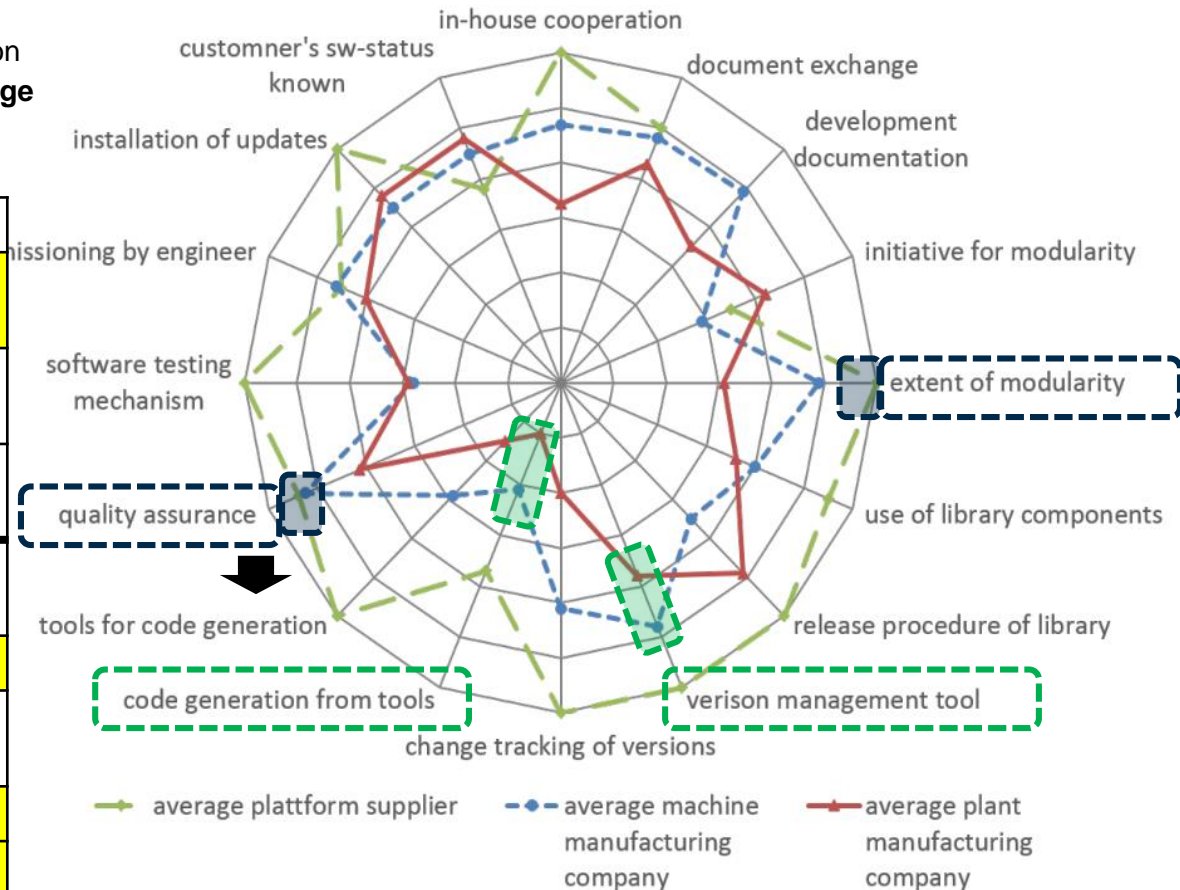 on
ge
in-house cooperation
customner's sw-status
known
document exchange
development
documentation
installation of updates
initiative for modularity
missioning by engineer
software testing
mechanism
extent of modularity
quality assurance
use of library components
tools for code generation
release procedure of library
code generation from tools
verison management tool
change tracking of versions
average plattform supplier
average machine
manufacturing
company
average plant
manufacturing
company